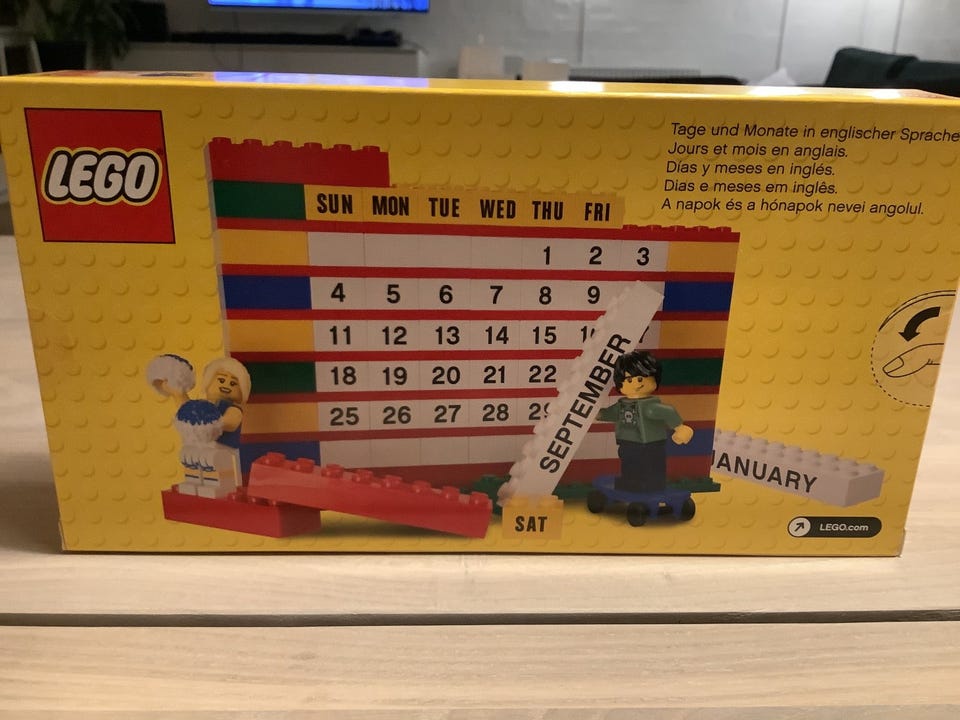 LEGO
Tage und Monate in englischer Sprache
Jours et mois en anglais.
Días y meses en inglés.
Dias e meses em inglês.
A napok és a hónapok nevei angolul.
SUN MON TUE WED THU FRI
1 2 3
4 5 6 7 8 9
11 12 13 14 15
18 19 20 21 22
25 26 27 28
SEPTEMBER
JANUARY
SAT
LEGO.com